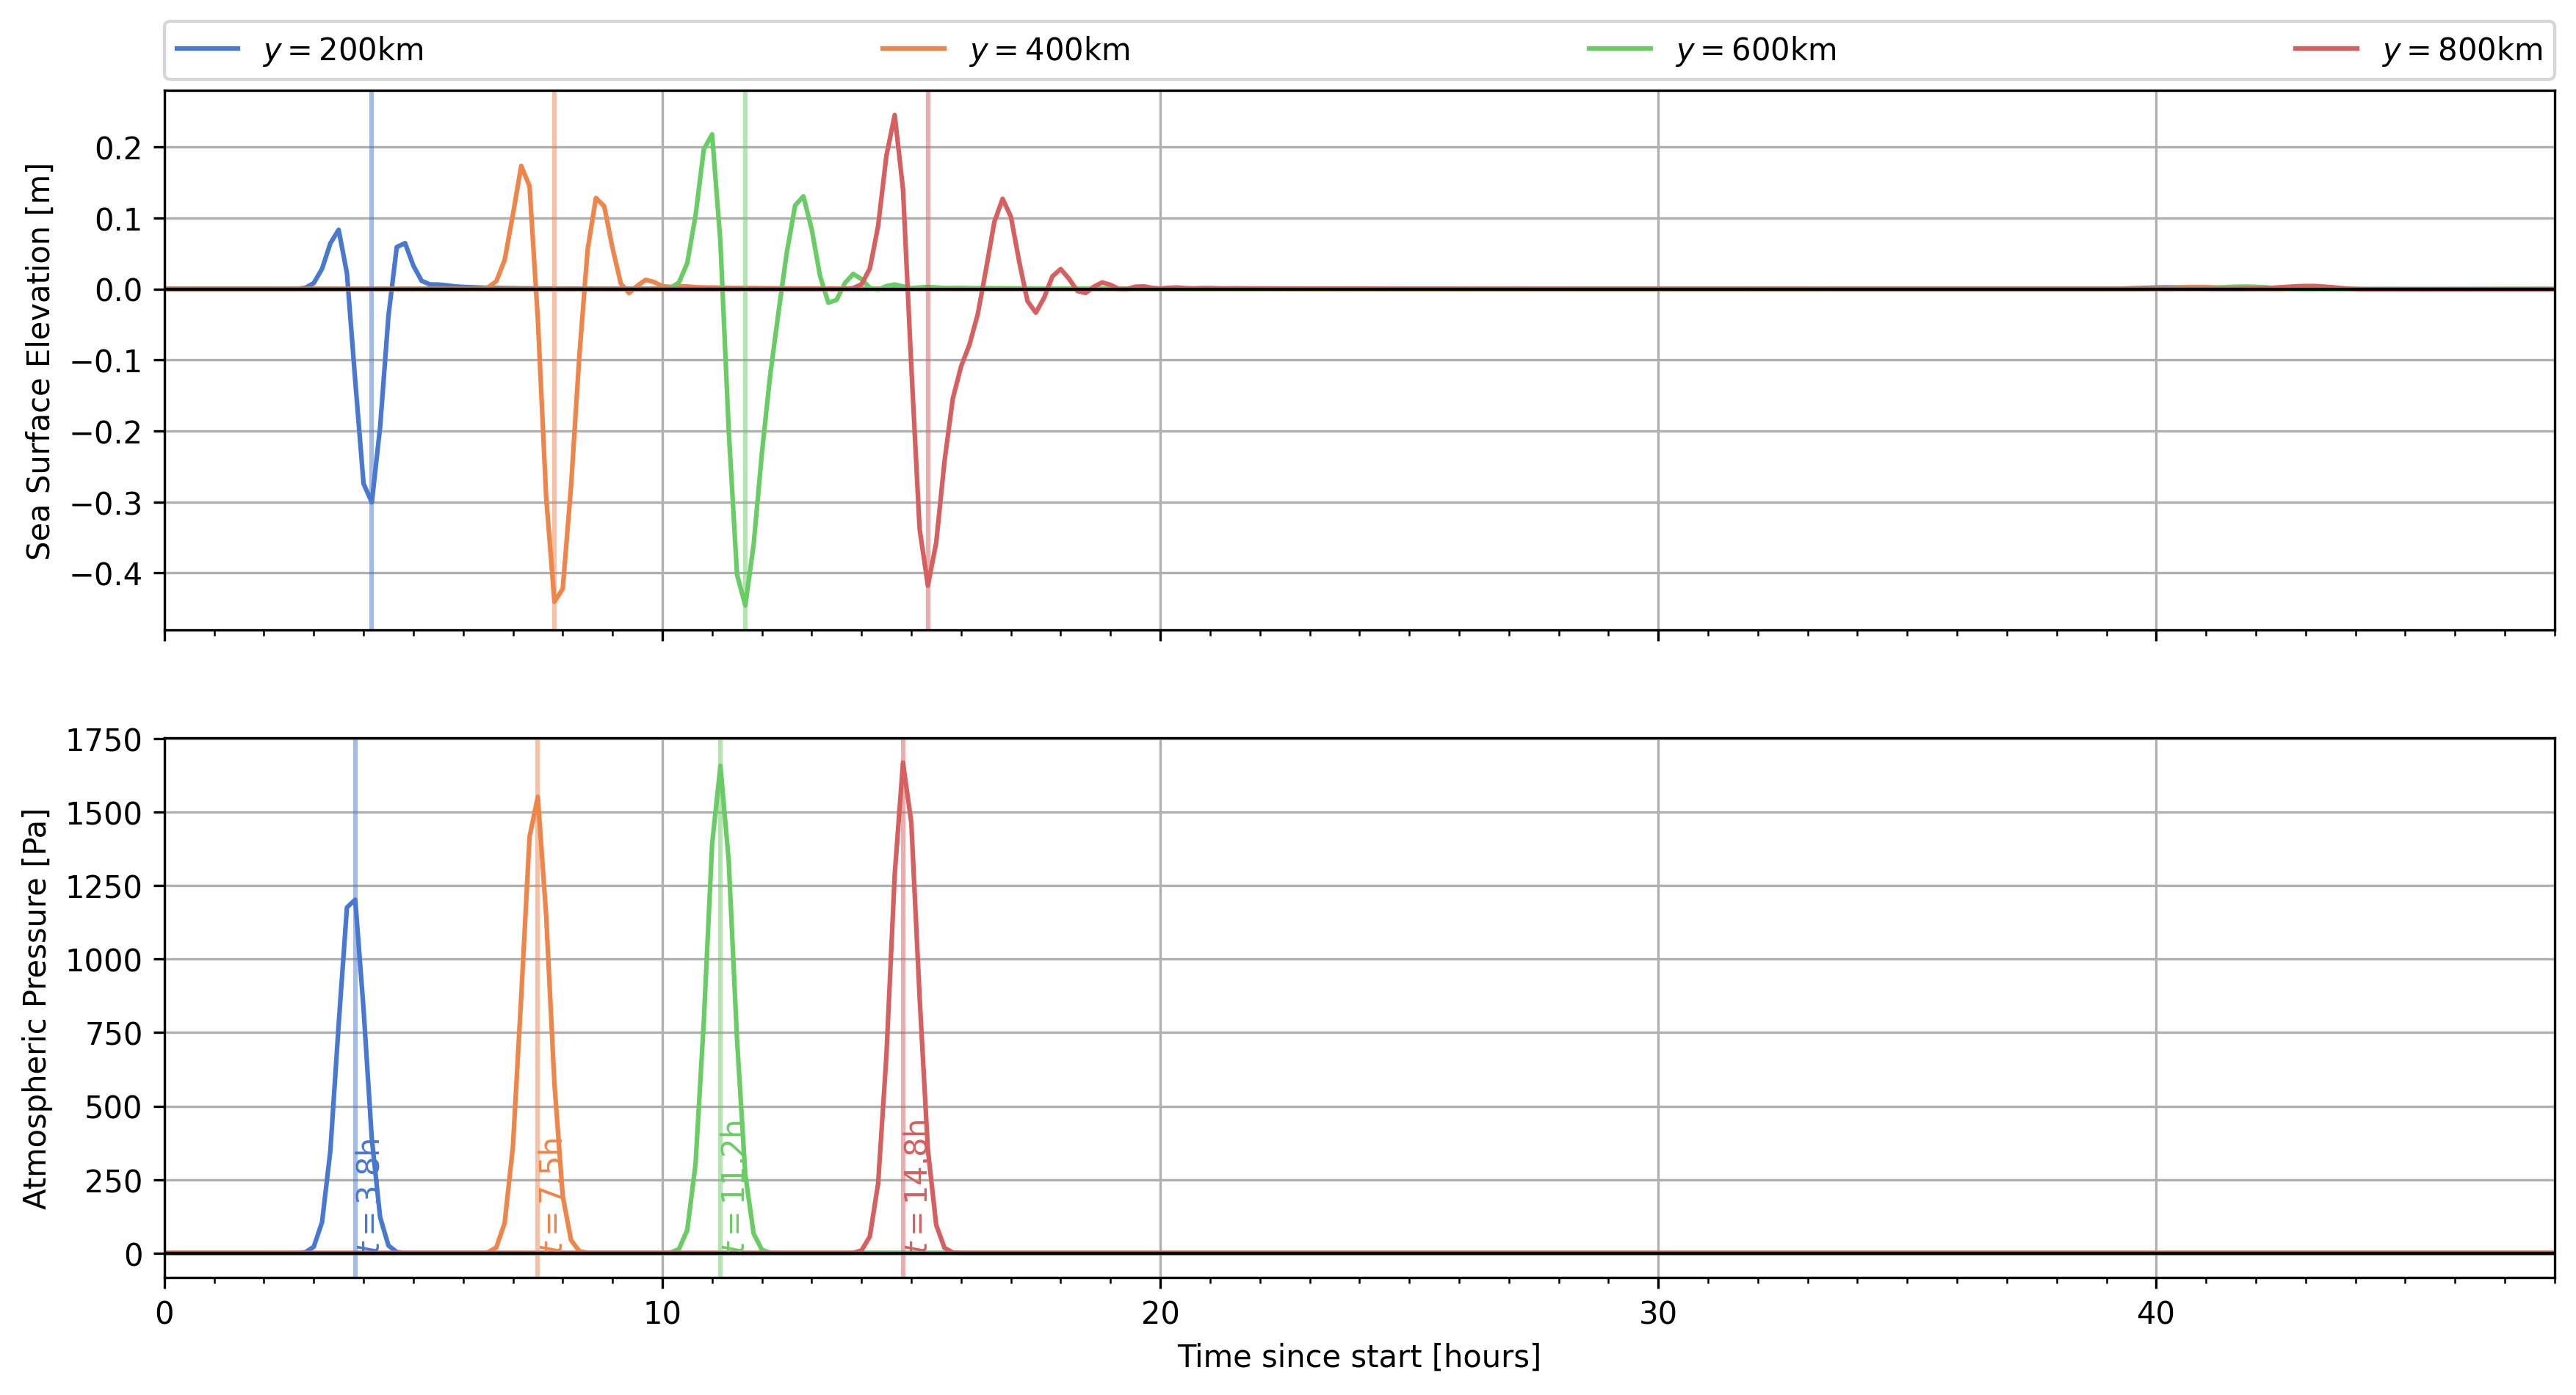 y = 200km y = 400km y = 600km y = 800km
Sea Surface Elevation [m]
0.2
0.1
0.0
−0.1
−0.2
−0.3
−0.4
Atmospheric Pressure [Pa]
1750
1500
1250
1000
750
500
250
0
t = 3.8h
t = 7.5h
t = 11.2h
t = 14.8h
0 10 20 30 40
Time since start [hours]